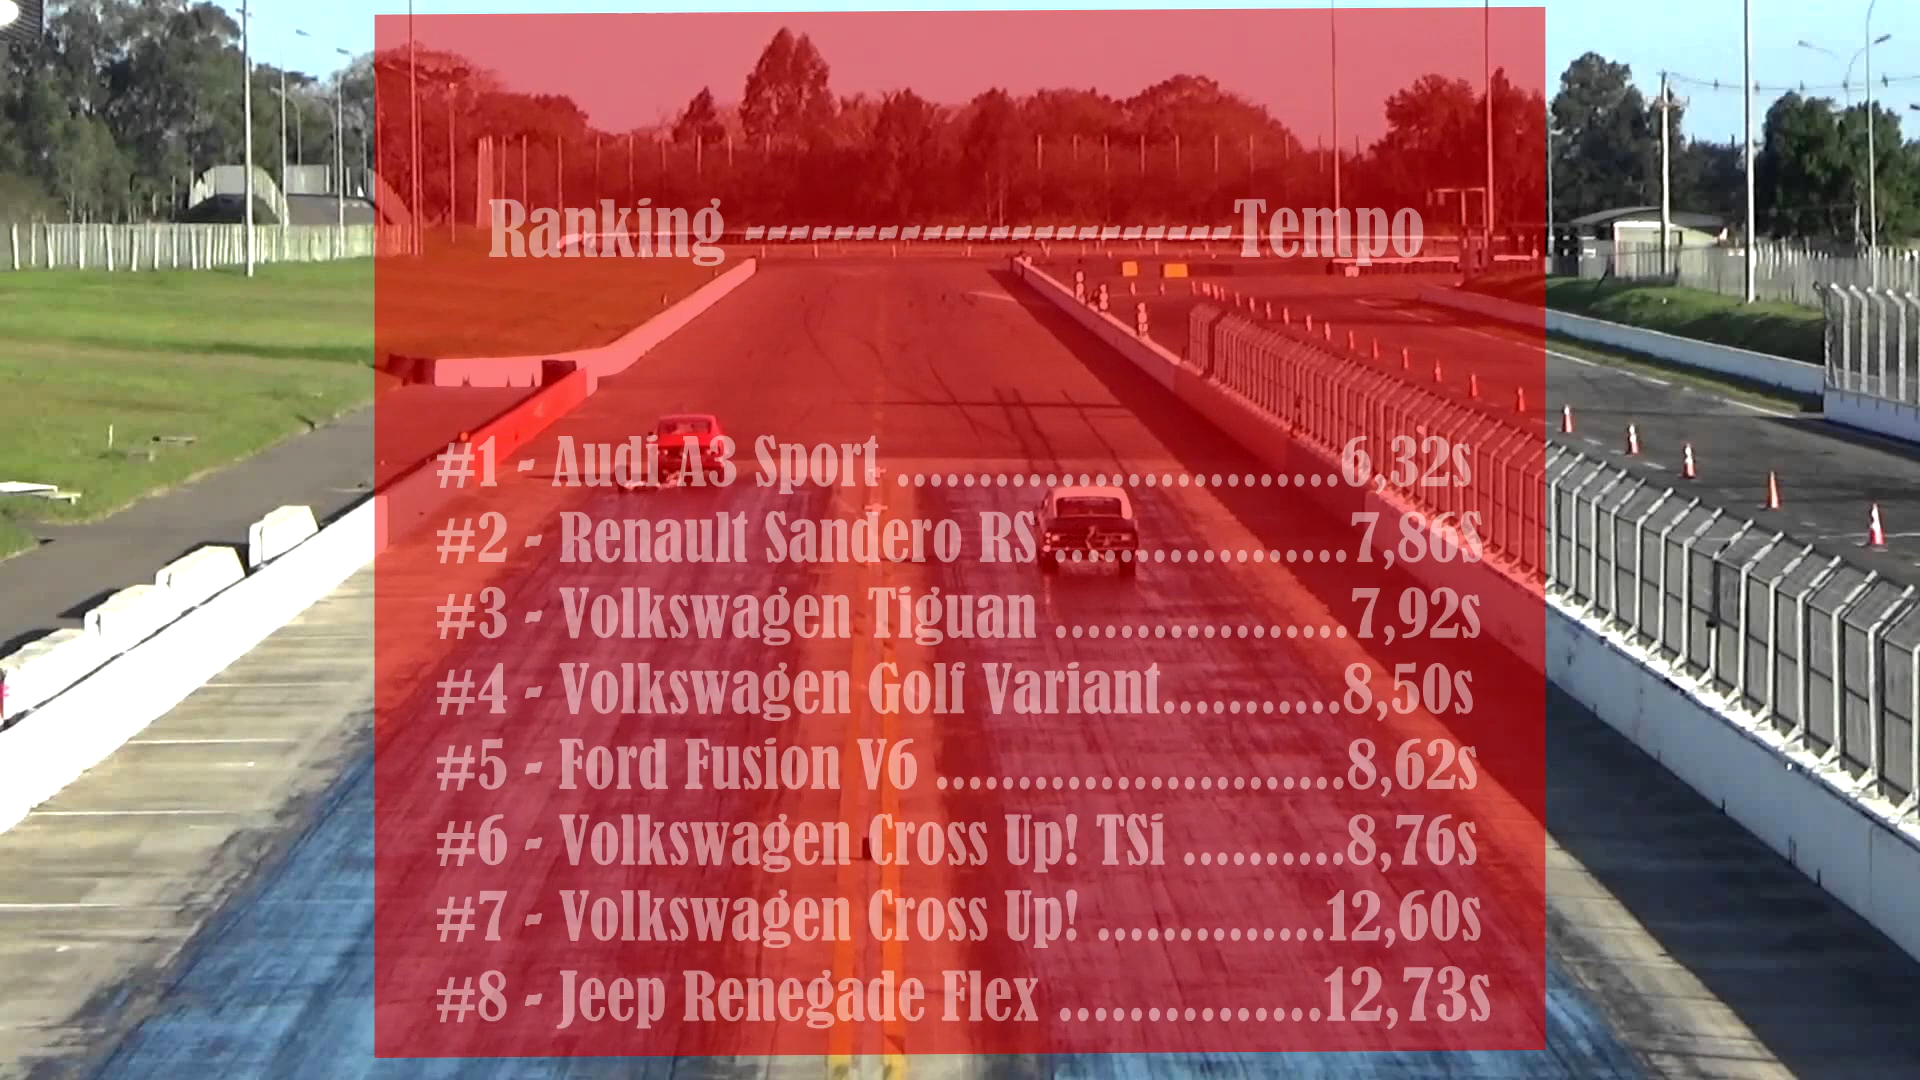 Ranking ---------------------Tempo
#1 - Audi A3 Sport ...........................6,32s
#2 - Renault Sandero RS ..................7,86s
#3 - Volkswagen Tiguan ..................7,92s
#4 - Volkswagen Golf Variant...........8,50s
#5 - Ford Fusion V6 .........................8,62s
#6 - Volkswagen Cross Up! TSi ..........8,76s
#7 - Volkswagen Cross Up! ..............12,60s
#8 - Jeep Renegade Flex ................12,73s